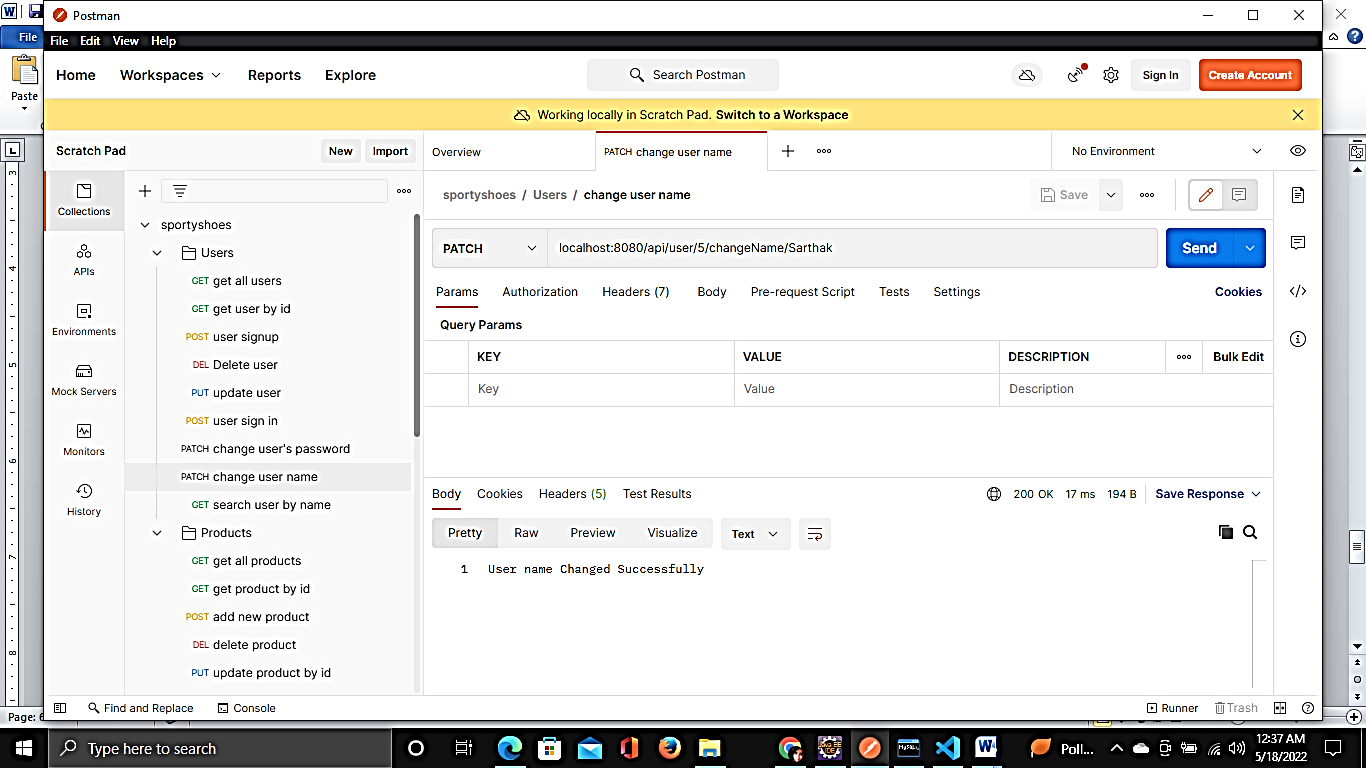 Postman
File
File Edit View Help
Home Workspaces Reports Explore
Search Postman
Sign In
Create Account
Paste
Working locally in Scratch Pad. Switch to a Workspace
Scratch Pad
New
Import
Overview
PATCH change user name
No Environment
Collections
APIs
Environments
Mock Servers
Monitors
History
sportyshoes
Users
GET get all users
GET get user by id
POST user signup
DEL Delete user
PUT update user
POST user sign in
PATCH change user's password
PATCH change user name
GET search user by name
Products
GET get all products
GET get product by id
POST add new product
DEL delete product
PUT update product by id
sportyshoes / Users / change user name
Save
PATCH
localhost:8080/api/user/5/changeName/Sarthak
Send
Params Authorization Headers (7) Body Pre-request Script Tests Settings Cookies
Query Params
KEY VALUE DESCRIPTION Bulk Edit
Key Value Description
Body Cookies Headers (5) Test Results
200 OK 17 ms 194 B Save Response
Pretty Raw Preview Visualize Text
1 User name Changed Successfully
Find and Replace
Console
Runner
Trash
Page: 6
Type here to search
Poll...
12:37 AM
5/18/2022